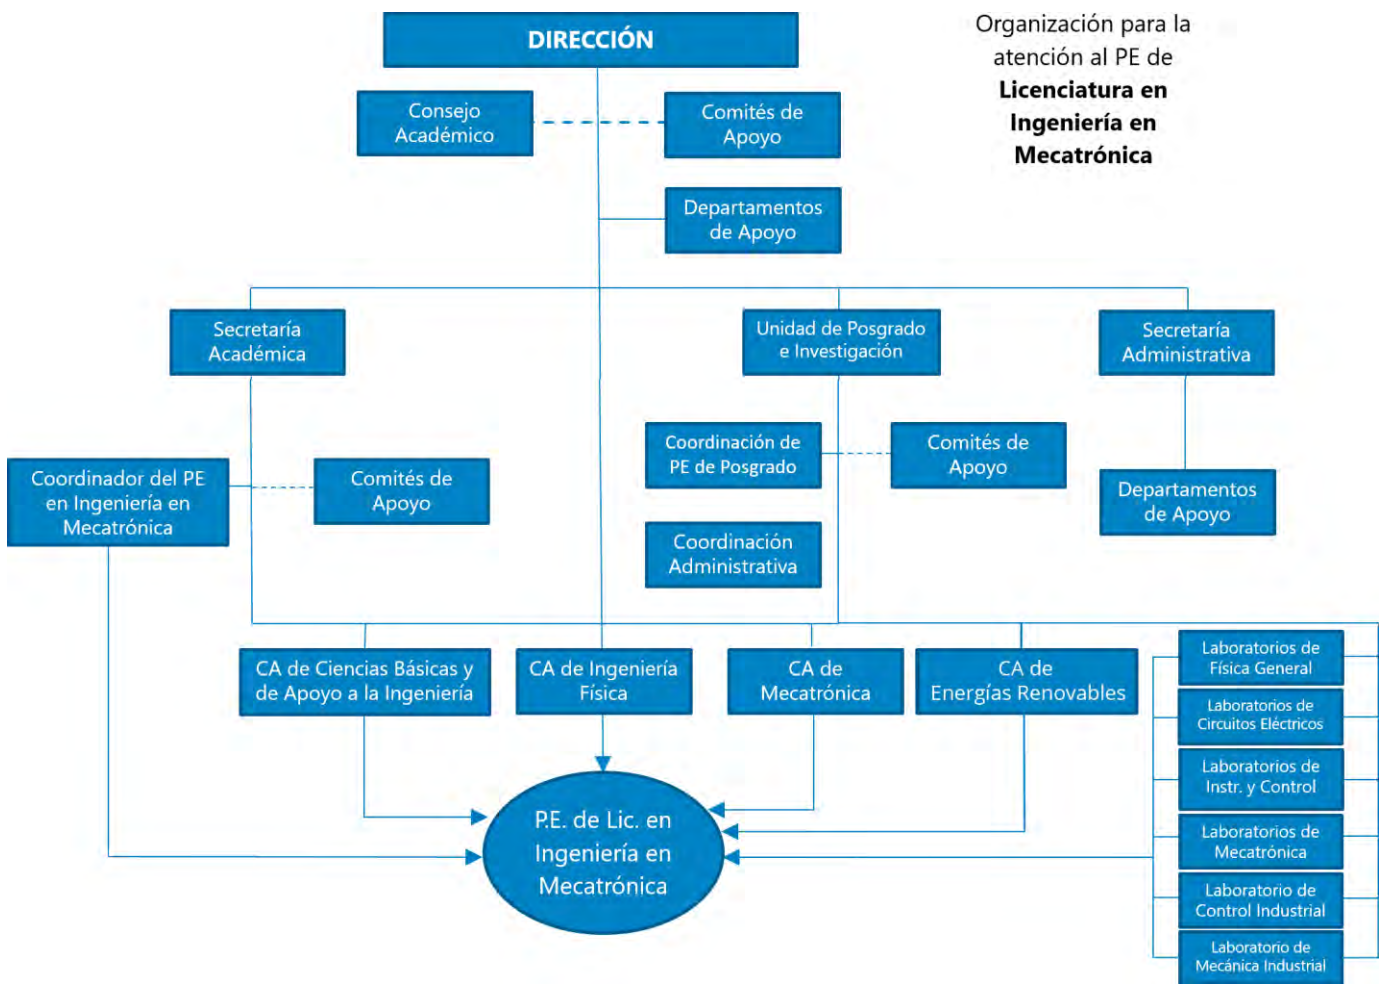 DIRECCIÓN
Organización para la
atención al PE de
Licenciatura en
Ingeniería en
Mecatrónica
Consejo
Académico
Comités de
Apoyo
Departamentos
de Apoyo
Secretaría
Académica
Unidad de Posgrado
e Investigación
Secretaría
Administrativa
Coordinador del PE
en Ingeniería en
Mecatrónica
Comités de
Apoyo
Coordinación de
PE de Posgrado
Comités de
Apoyo
Departamentos
de Apoyo
Coordinación
Administrativa
CA de Ciencias Básicas y
de Apoyo a la Ingeniería
CA de Ingeniería
Física
CA de
Mecatrónica
CA de
Energías Renovables
Laboratorios de
Física General
Laboratorios de
Circuitos Eléctricos
Laboratorios de
Instr. y Control
Laboratorios de
Mecatrónica
Laboratorio de
Control Industrial
Laboratorio de
Mecánica Industrial
P.E. de Lic. en
Ingeniería en
Mecatrónica